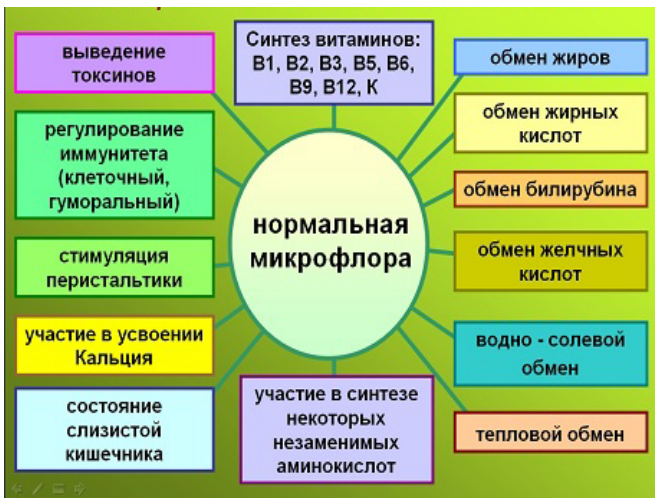 выведение
токсинов
Синтез витаминов:
В1, В2, В3, В5, В6,
В9, В12, К
обмен жиров
регулирование
иммунитета
(клеточный,
гуморальный)
обмен жирных
кислот
обмен билирубина
нормальная
микрофлора
стимуляция
перистальтики
обмен желчных
кислот
участие в усвоении
Кальция
водно - солевой
обмен
состояние
слизистой
кишечника
участие в синтезе
некоторых
незаменимых
аминокислот
тепловой обмен